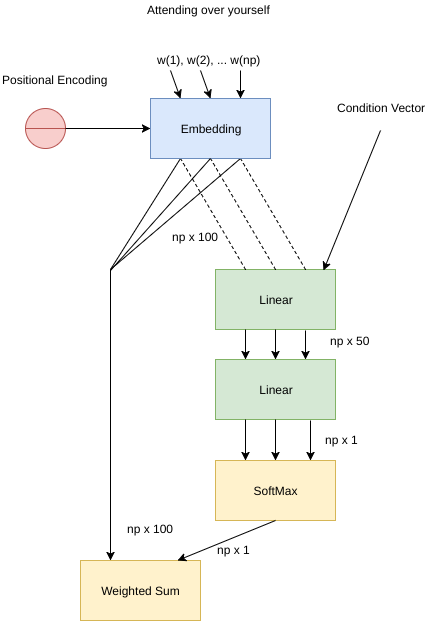 Attending over yourself
w(1), w(2), ... w(np)
Positional Encoding
Condition Vector
Embedding
np x 100
Linear
np x 50
Linear
np x 1
SoftMax
np x 100
np x 1
Weighted Sum